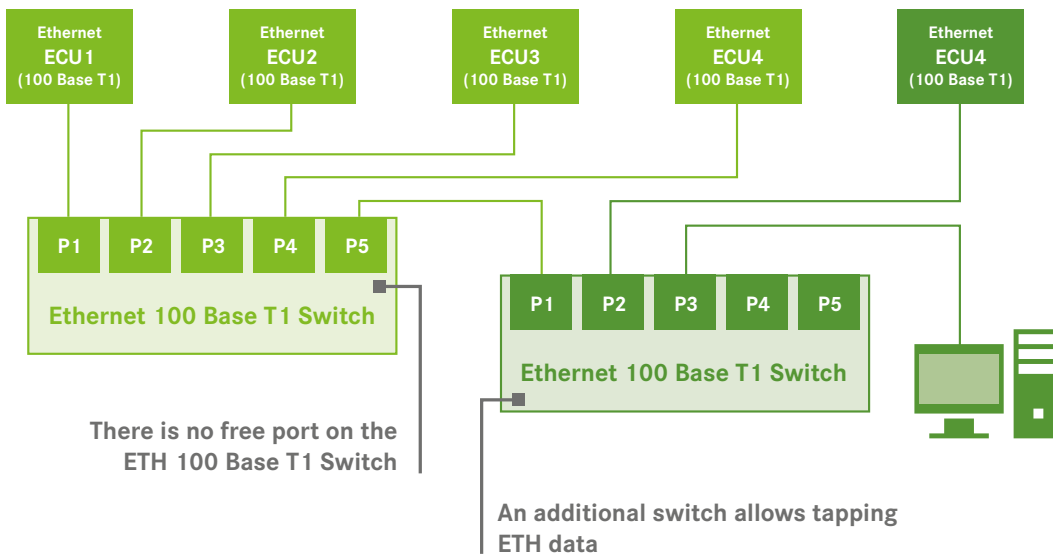 Ethernet
ECU1
(100 Base T1)
Ethernet
ECU2
(100 Base T1)
Ethernet
ECU3
(100 Base T1)
Ethernet
ECU4
(100 Base T1)
Ethernet
ECU4
(100 Base T1)
P1 P2 P3 P4 P5
Ethernet 100 Base T1 Switch
P1 P2 P3 P4 P5
Ethernet 100 Base T1 Switch
There is no free port on the
ETH 100 Base T1 Switch
An additional switch allows tapping
ETH data